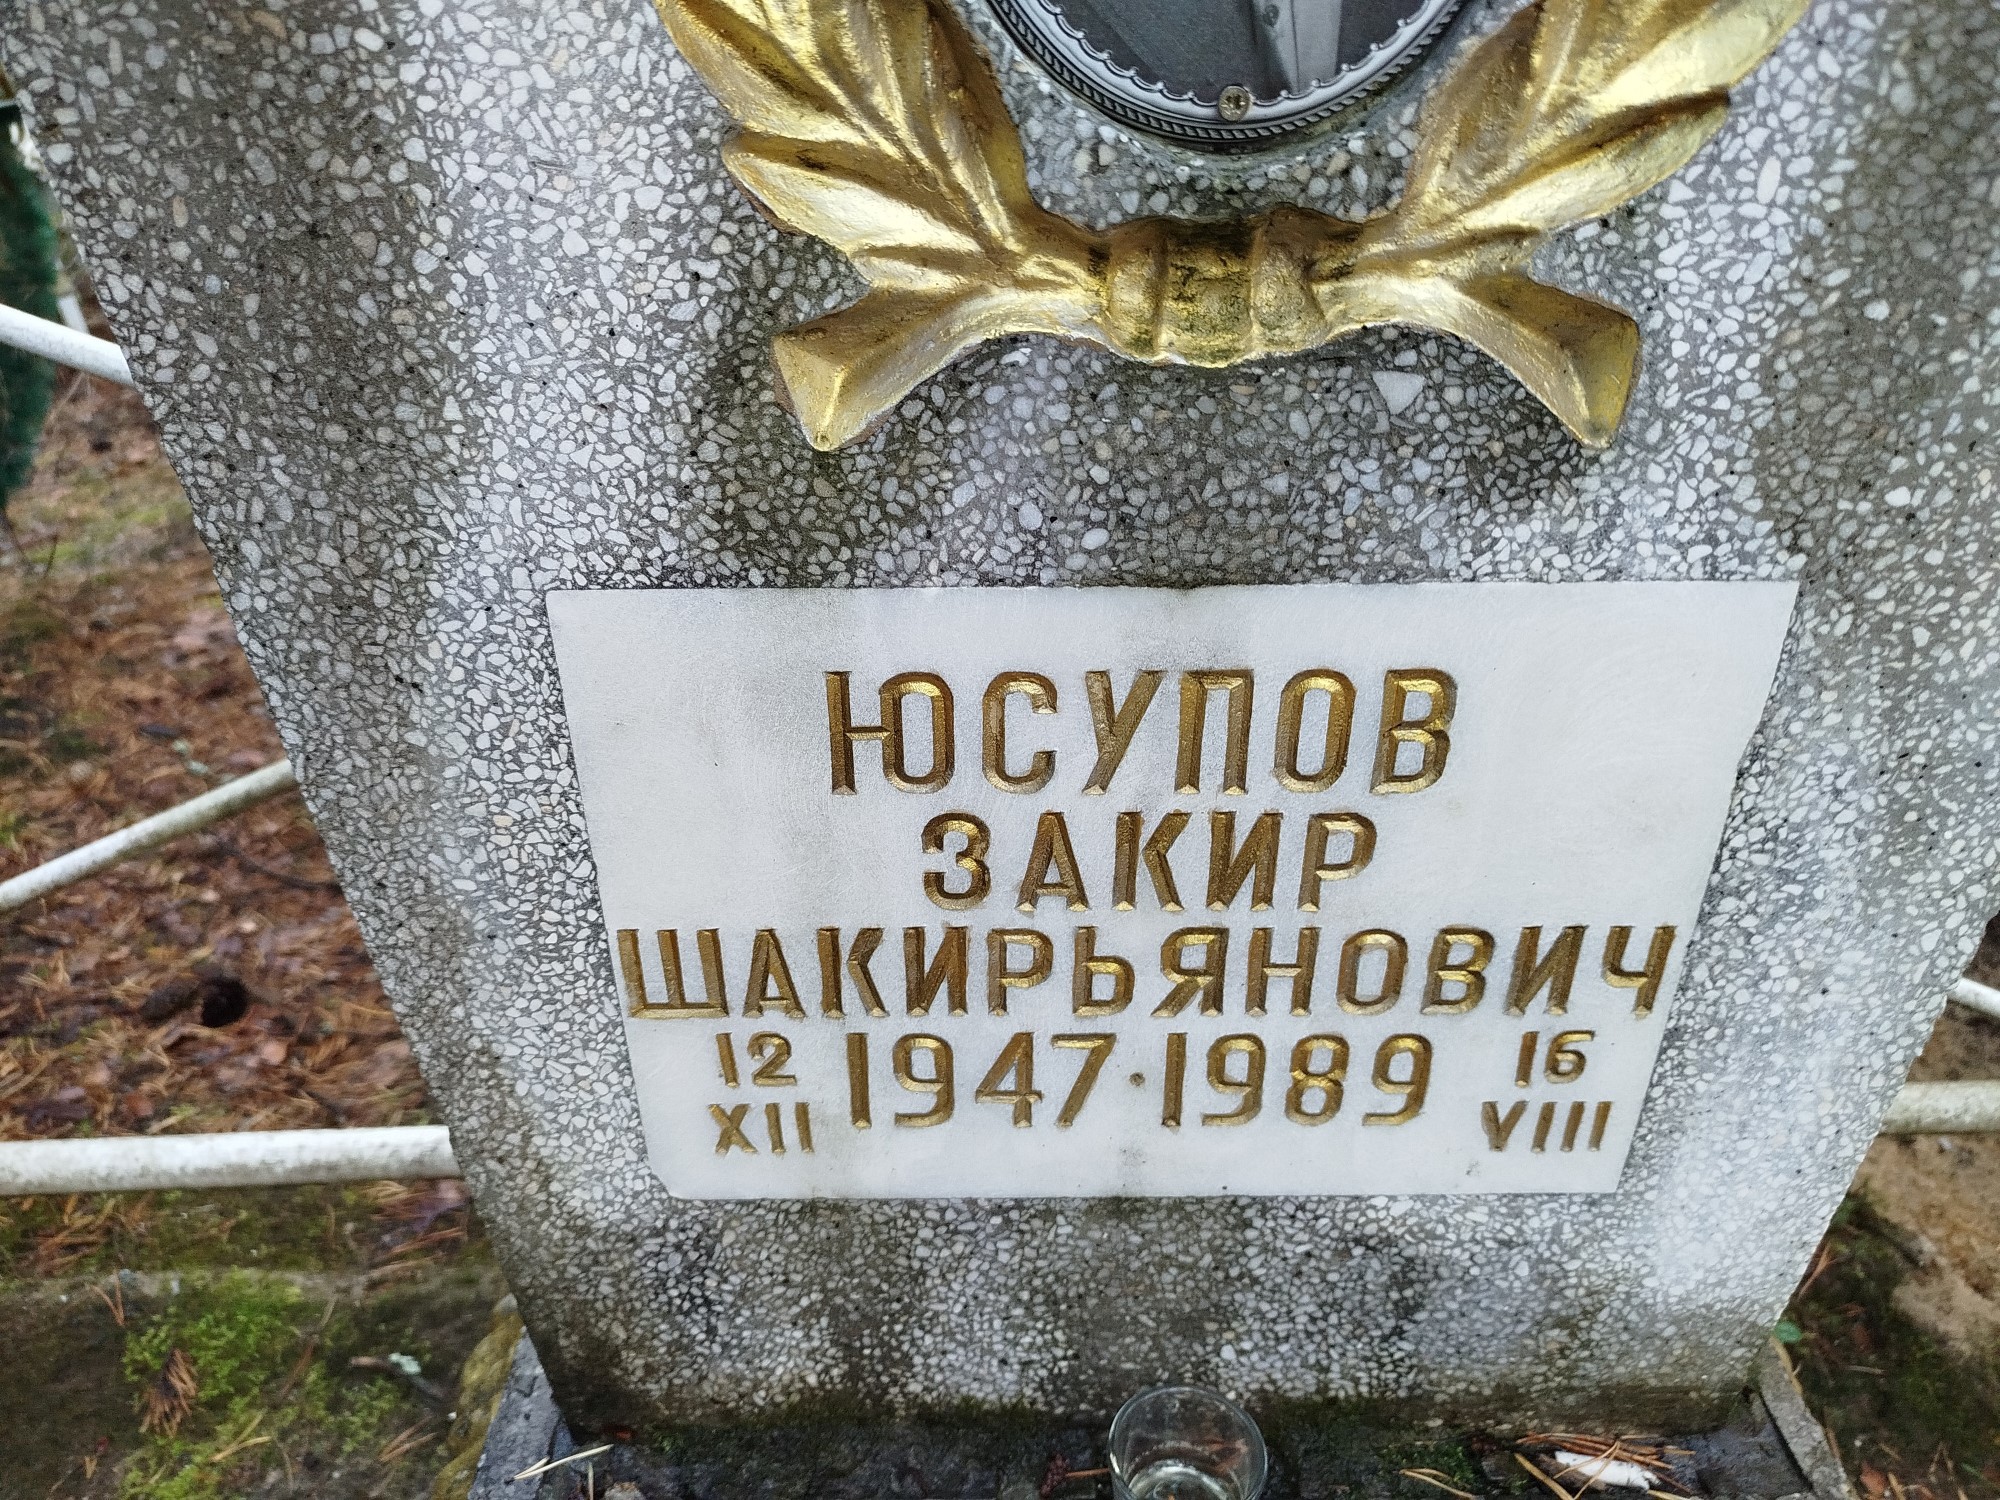 ЮСУПОВ
ЗАКИР
ШАКИРЬЯНОВИЧ
12 XII 1947·1989 16 VIII